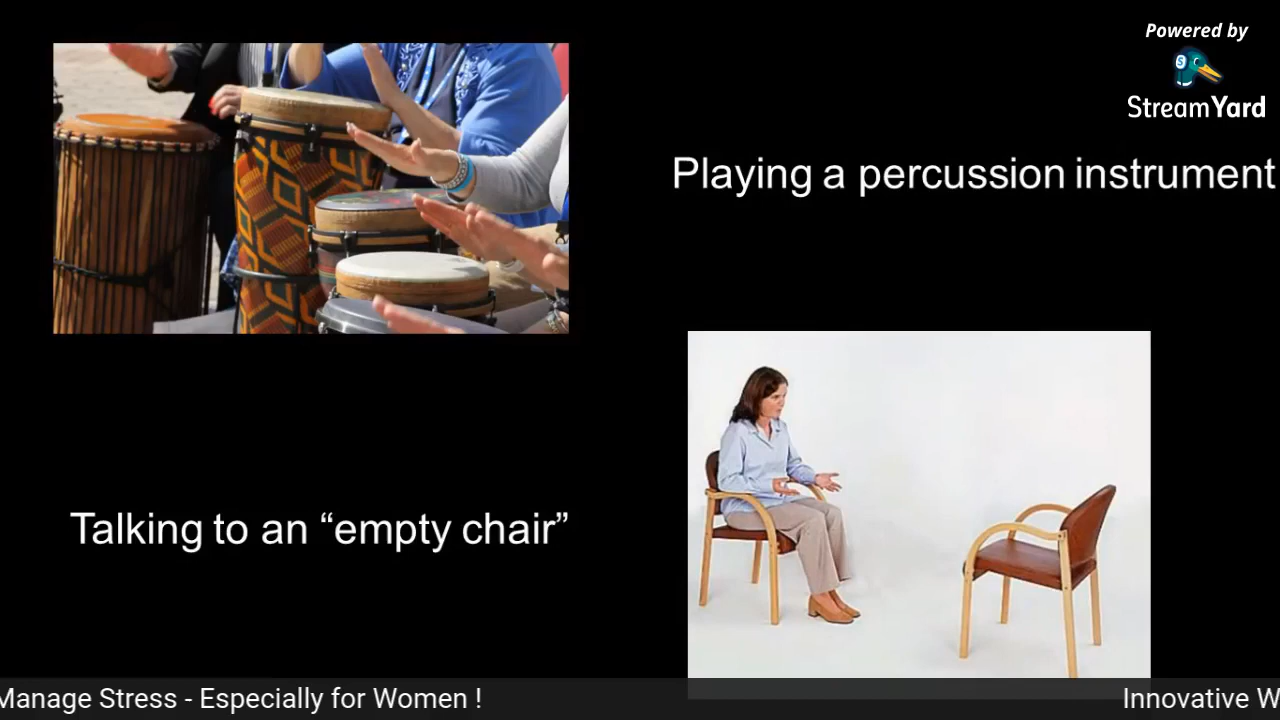 Powered by
StreamYard
Playing a percussion instrument
Talking to an “empty chair”
Manage Stress - Especially for Women !
Innovative W